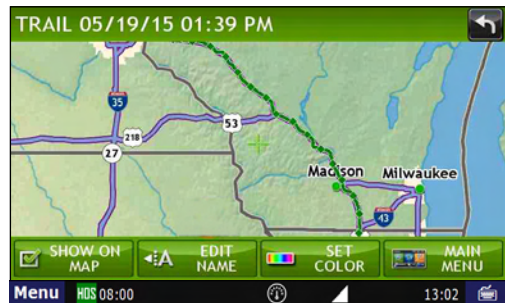 TRAIL 05/19/15 01:39 PM
35
53
218
27
Madison
Milwaukee
43
SHOW ON
MAP
A
EDIT
NAME
SET
COLOR
MAIN
MENU
Menu
HOS 08:00
13:02